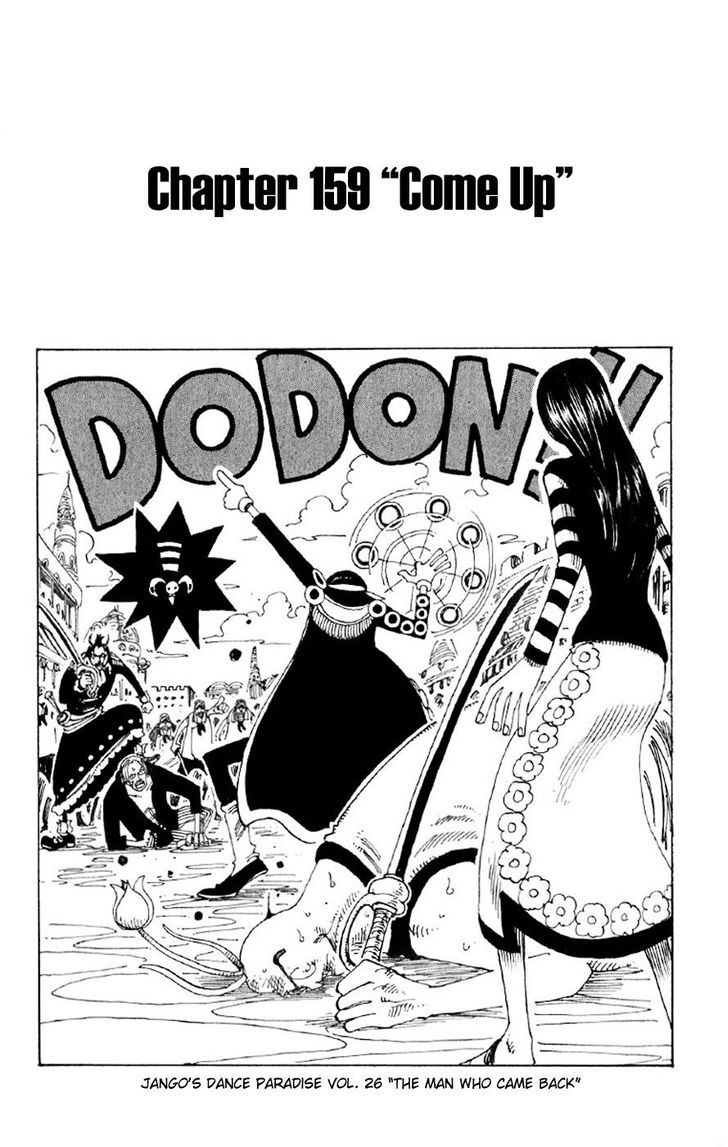 Chapter 159 “Come Up”
DODON!!
JANGO'S DANCE PARADISE VOL. 26 "THE MAN WHO CAME BACK"